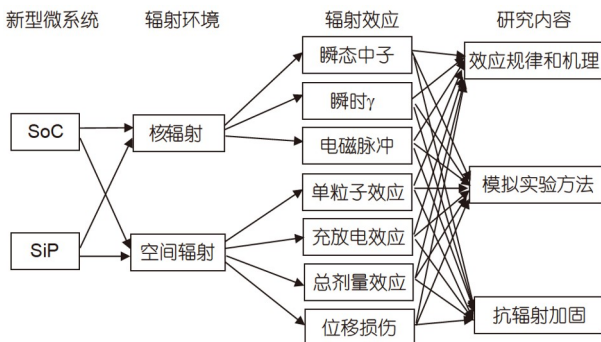 新型微系统
辐射环境
辐射效应
研究内容
SoC
SiP
核辐射
空间辐射
瞬态中子
瞬时γ
电磁脉冲
单粒子效应
充放电效应
总剂量效应
位移损伤
效应规律和机理
模拟实验方法
抗辐射加固